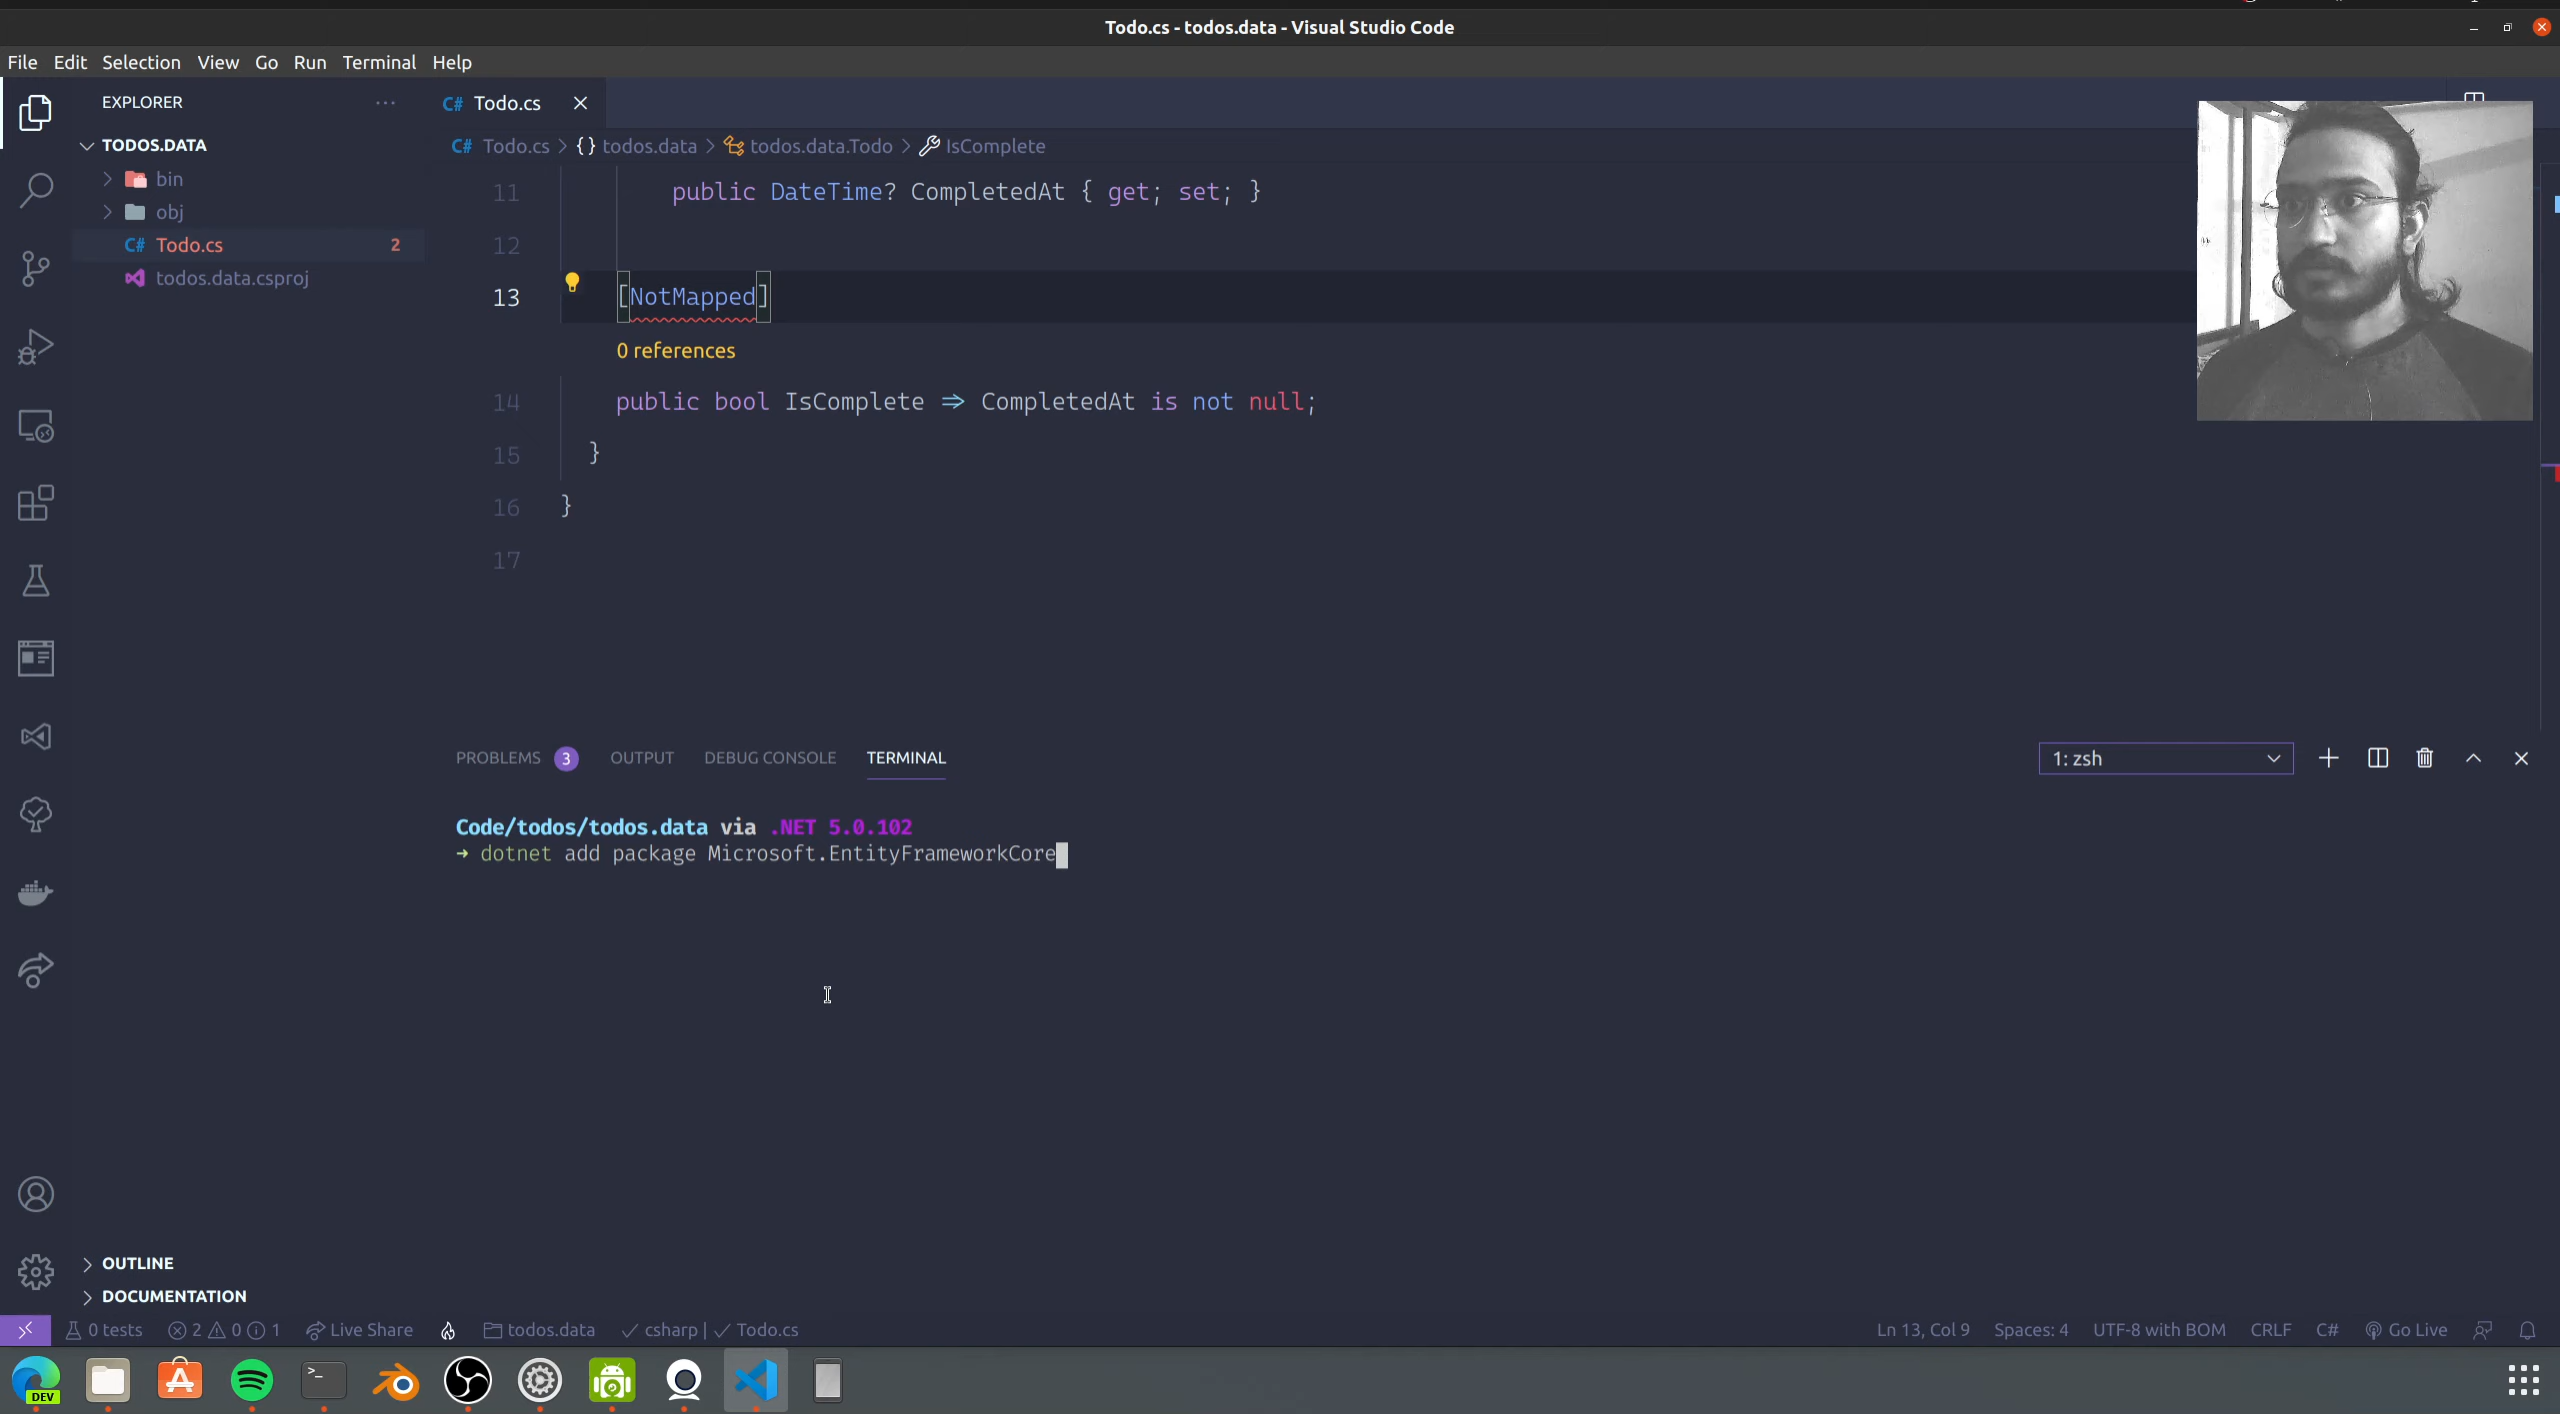 Todo.cs - todos.data - Visual Studio Code
File Edit Selection View Go Run Terminal Help
EXPLORER
TODOS.DATA
bin
obj
C# Todo.cs 2
todos.data.csproj
C# Todo.cs
C# Todo.cs > {} todos.data > todos.data.Todo > IsComplete
11 public DateTime? CompletedAt { get; set; }
12
13 [NotMapped]
0 references
14 public bool IsComplete => CompletedAt is not null;
15 }
16 }
17
PROBLEMS 3 OUTPUT DEBUG CONSOLE TERMINAL
1: zsh
Code/todos/todos.data via .NET 5.0.102
→ dotnet add package Microsoft.EntityFrameworkCore
OUTLINE
DOCUMENTATION
0 tests 2 0 1 Live Share todos.data csharp | Todo.cs
Ln 13, Col 9 Spaces: 4 UTF-8 with BOM CRLF C# Go Live
DEV
>_